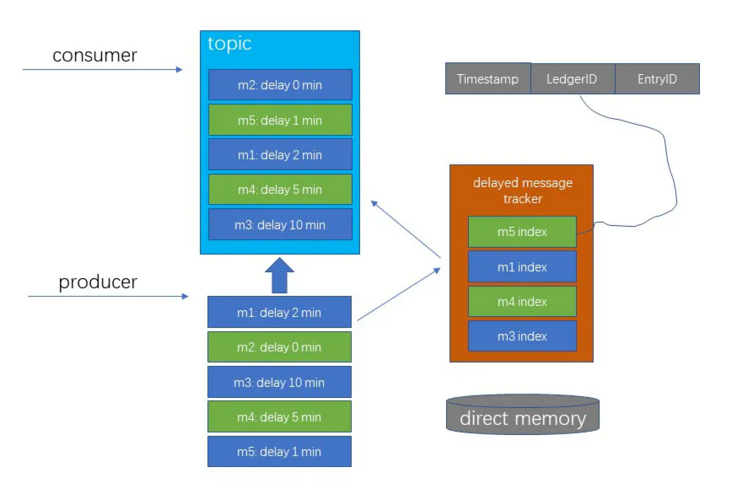 topic
consumer
m2: delay 0 min
m5: delay 1 min
m1: delay 2 min
m4: delay 5 min
m3: delay 10 min
producer
m1: delay 2 min
m2: delay 0 min
m3: delay 10 min
m4: delay 5 min
m5: delay 1 min
Timestamp LedgerID EntryID
delayed message
tracker
m5 index
m1 index
m4 index
m3 index
direct memory